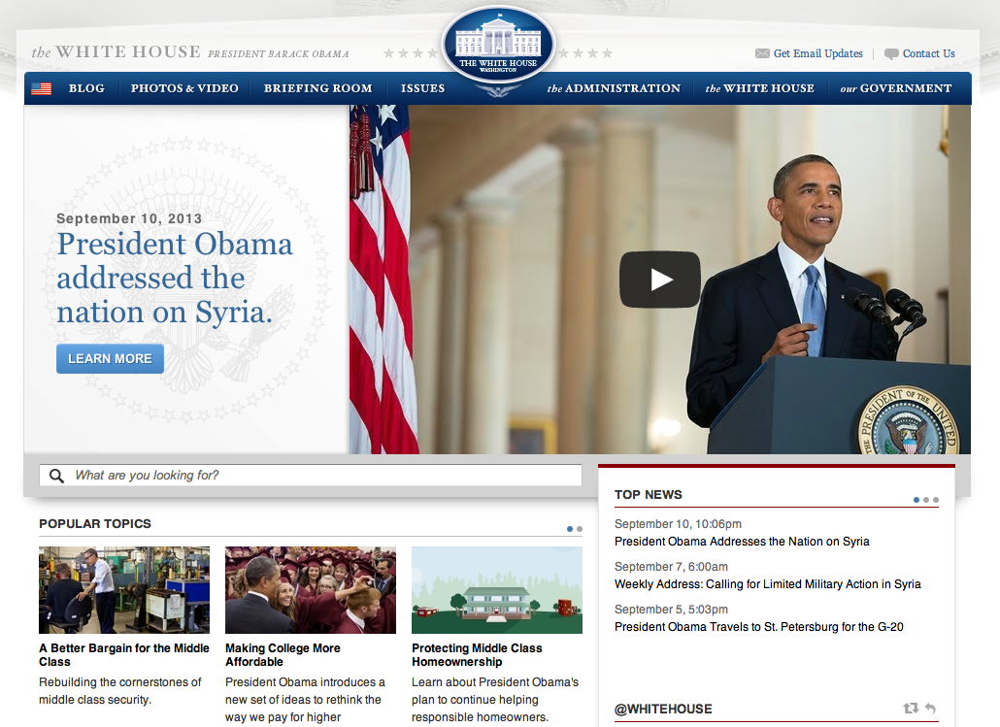 the WHITE HOUSE PRESIDENT BARACK OBAMA
THE WHITE HOUSE
WASHINGTON
Get Email Updates | Contact Us
BLOG
PHOTOS & VIDEO
BRIEFING ROOM
ISSUES
the ADMINISTRATION
the WHITE HOUSE
our GOVERNMENT
September 10, 2013
President Obama
addressed the
nation on Syria.
LEARN MORE
PRESIDENT OF THE UNITED
What are you looking for?
POPULAR TOPICS
A Better Bargain for the Middle
Class
Rebuilding the cornerstones of
middle class security.
Making College More
Affordable
President Obama introduces a
new set of ideas to rethink the
way we pay for higher
Protecting Middle Class
Homeownership
Learn about President Obama's
plan to continue helping
responsible homeowners.
TOP NEWS
September 10, 10:06pm
President Obama Addresses the Nation on Syria
September 7, 6:00am
Weekly Address: Calling for Limited Military Action in Syria
September 5, 5:03pm
President Obama Travels to St. Petersburg for the G-20
@WHITEHOUSE